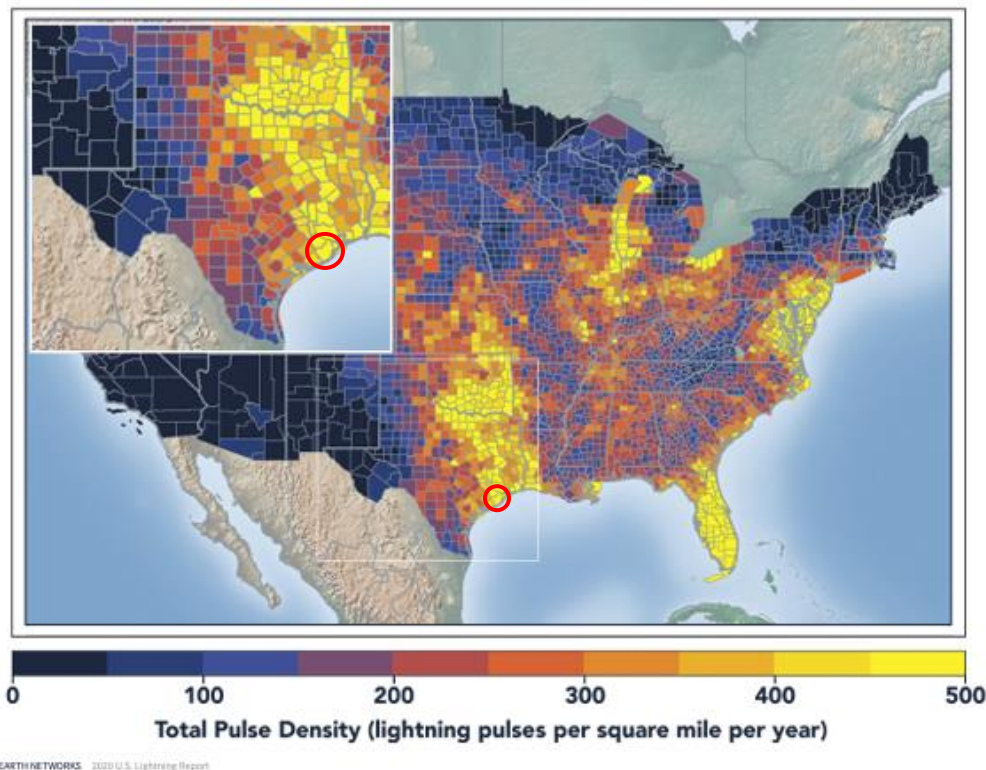 0 100 200 300 400 500
Total Pulse Density (lightning pulses per square mile per year)
EARTH NETWORKS 2020 U.S. Lightning Report